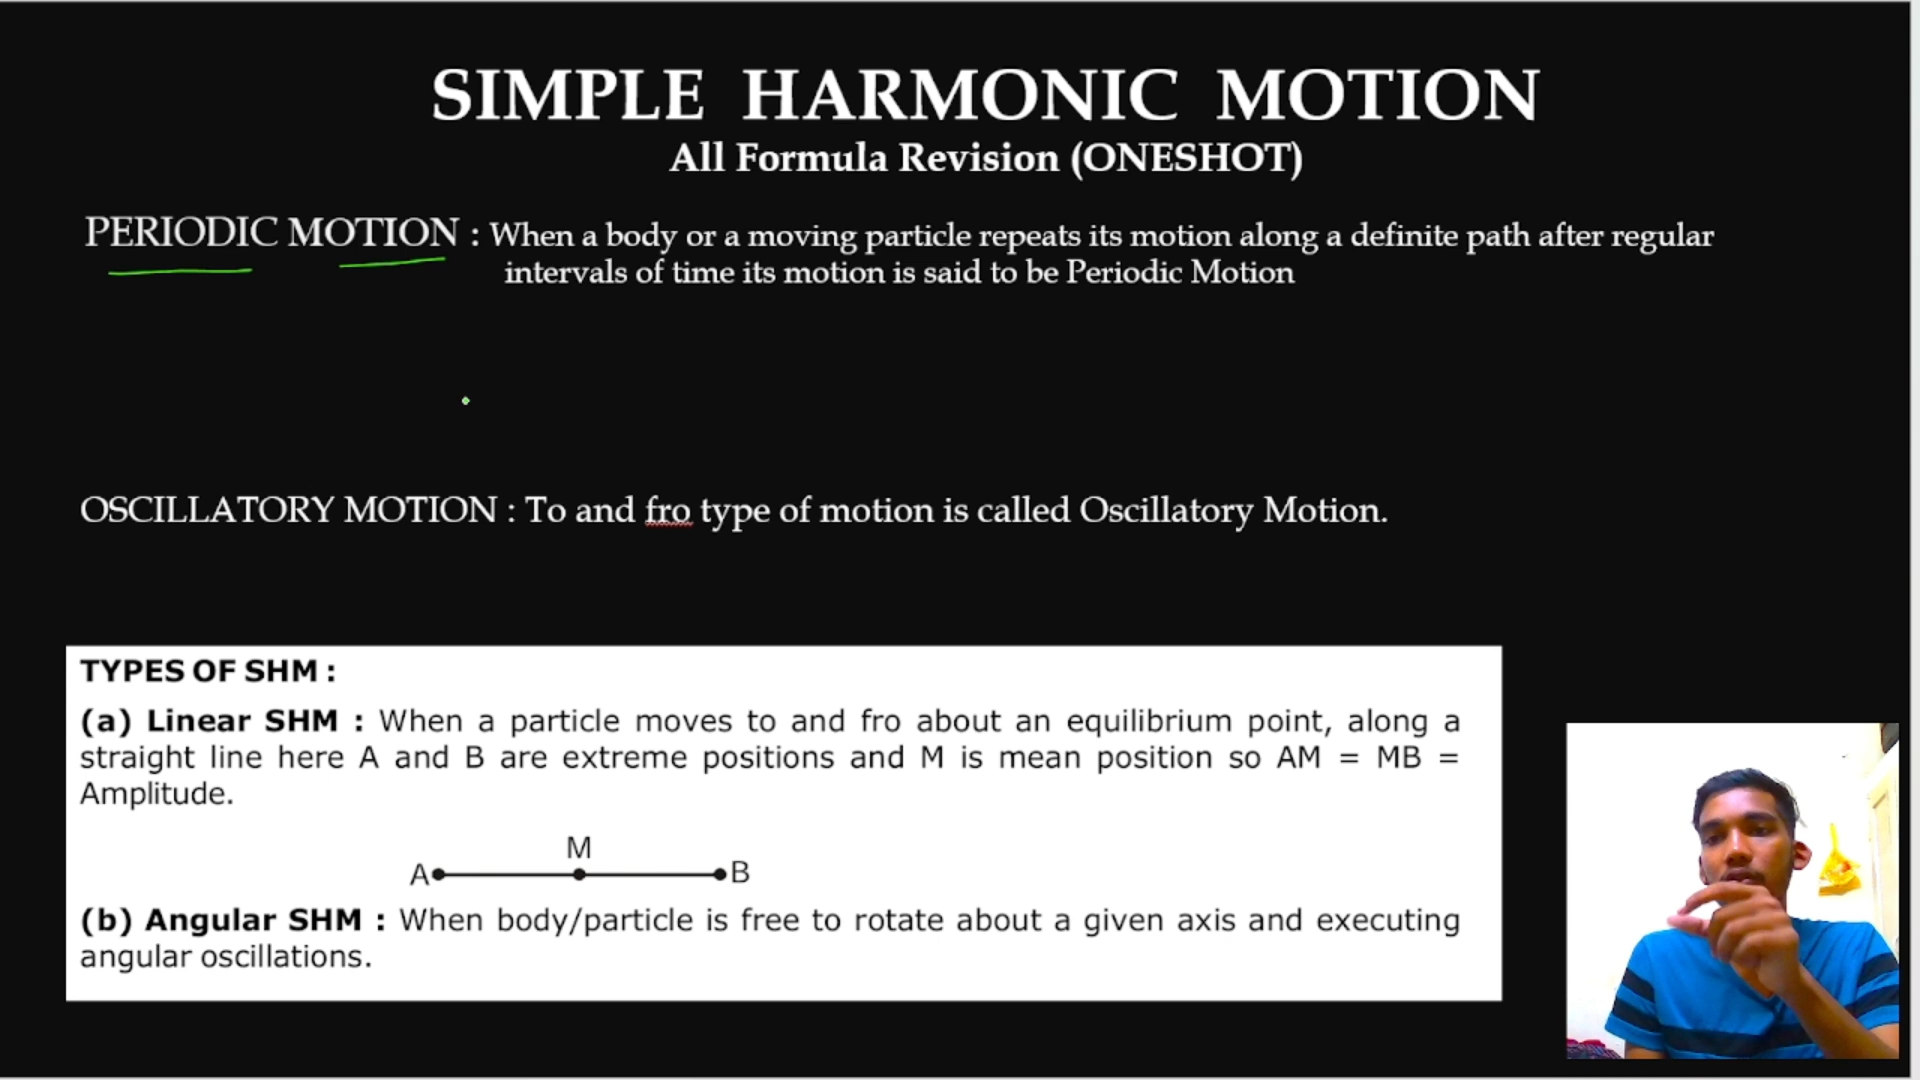 SIMPLE HARMONIC MOTION
All Formula Revision (ONESHOT)
PERIODIC MOTION : When a body or a moving particle repeats its motion along a definite path after regular
intervals of time its motion is said to be Periodic Motion
OSCILLATORY MOTION : To and fro type of motion is called Oscillatory Motion.
TYPES OF SHM :
(a) Linear SHM : When a particle moves to and fro about an equilibrium point, along a
straight line here A and B are extreme positions and M is mean position so AM = MB =
Amplitude.
M
A B
(b) Angular SHM : When body/particle is free to rotate about a given axis and executing
angular oscillations.